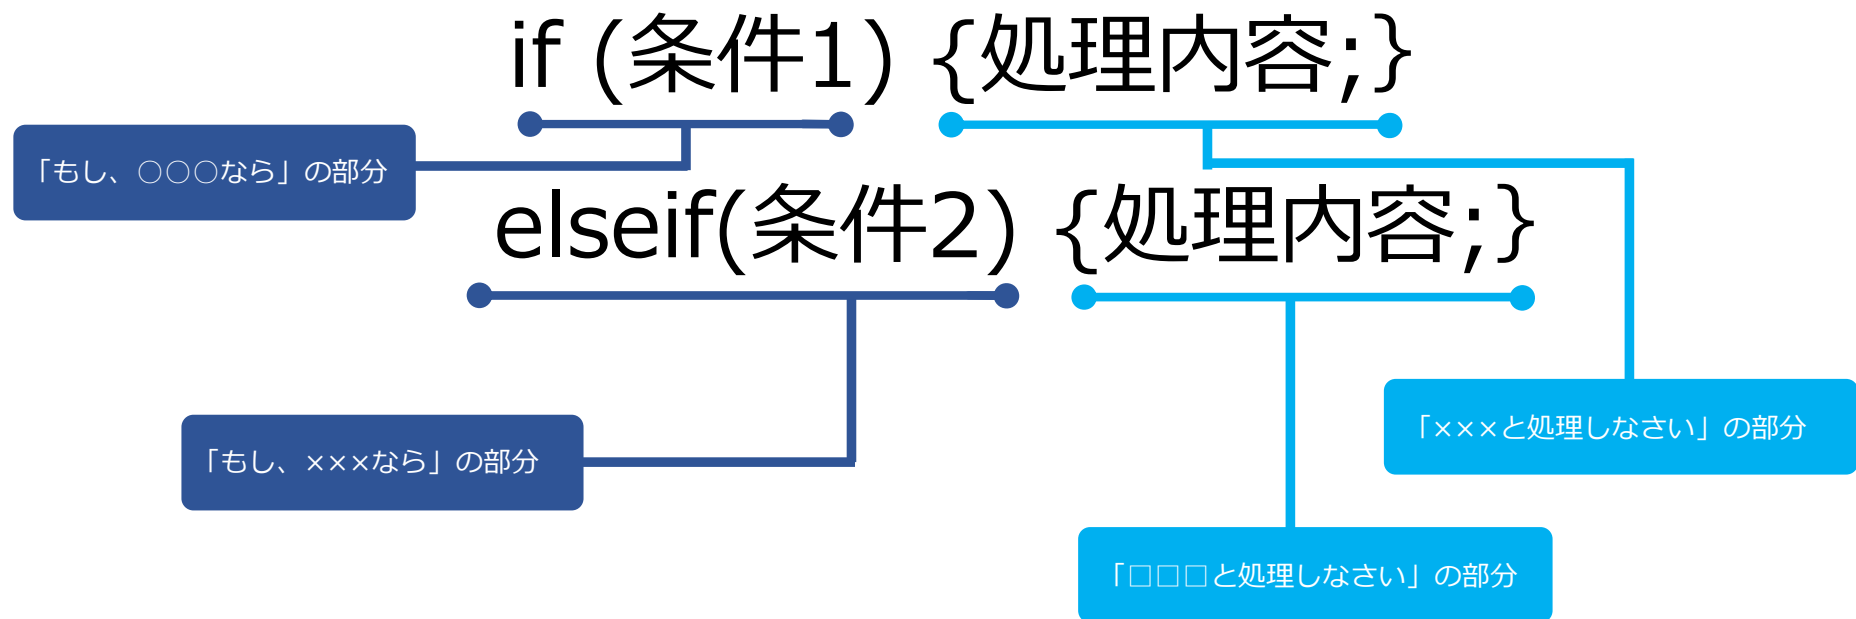 if (条件1) {処理内容;}
「もし、○○○なら」の部分
elseif(条件2) {処理内容;}
「×××と処理しなさい」の部分
「もし、×××なら」の部分
「□□□と処理しなさい」の部分